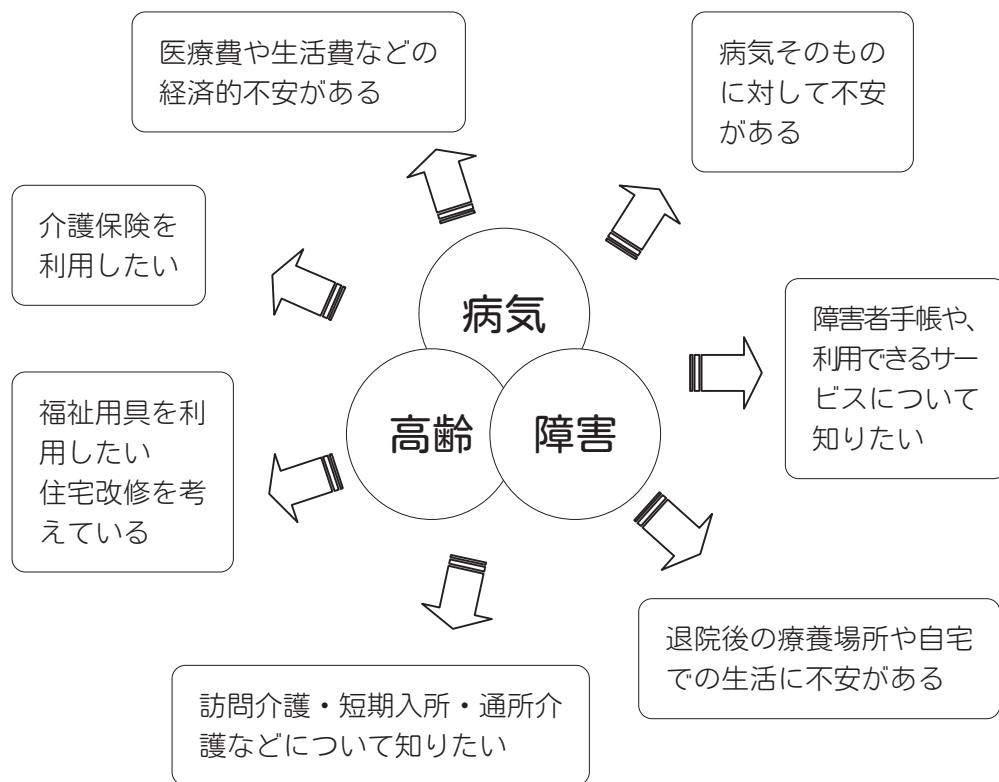 医療費や生活費などの
経済的不安がある
病気そのもの
に対して不安
がある
介護保険を
利用したい
病気
障害者手帳や、
利用できるサー
ビスについて
知りたい
福祉用具を利
用したい
住宅改修を考
えている
高齢
障害
退院後の療養場所や自宅
での生活に不安がある
訪問介護・短期入所・通所介
護などについて知りたい